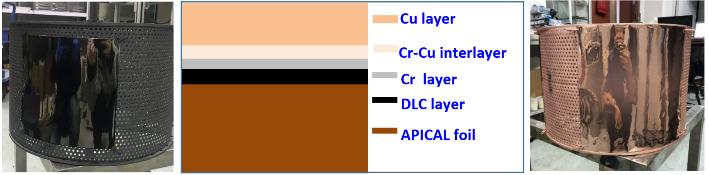 Cu layer
Cr-Cu interlayer
Cr layer
DLC layer
APICAL foil